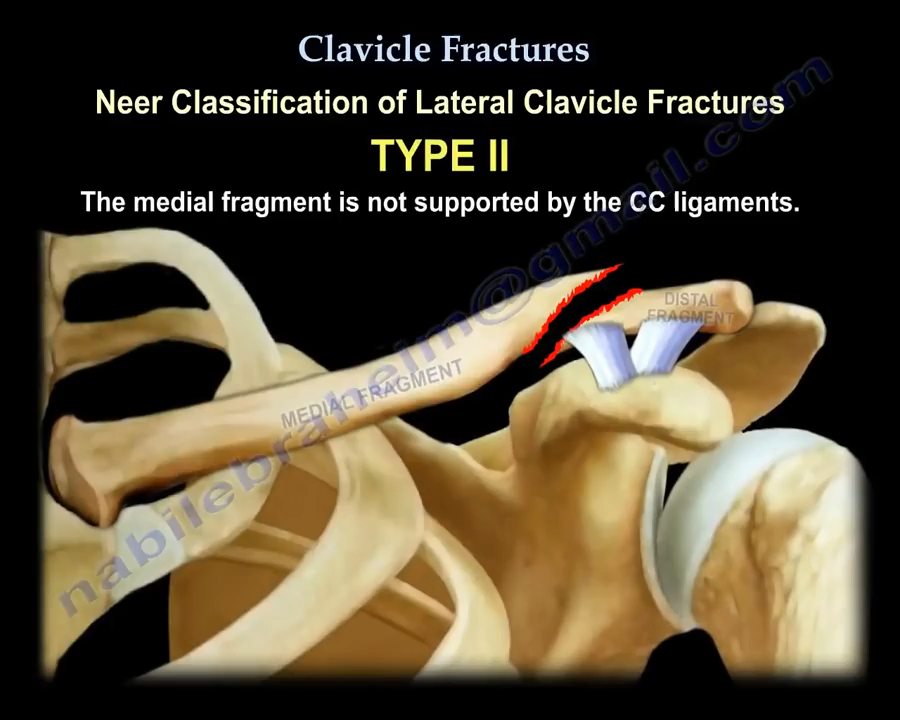 Clavicle Fractures
Neer Classification of Lateral Clavicle Fractures
TYPE II
The medial fragment is not supported by the CC ligaments.
DISTAL
FRAGMENT
MEDIAL FRAGMENT
nabilebraheim@gmail.com